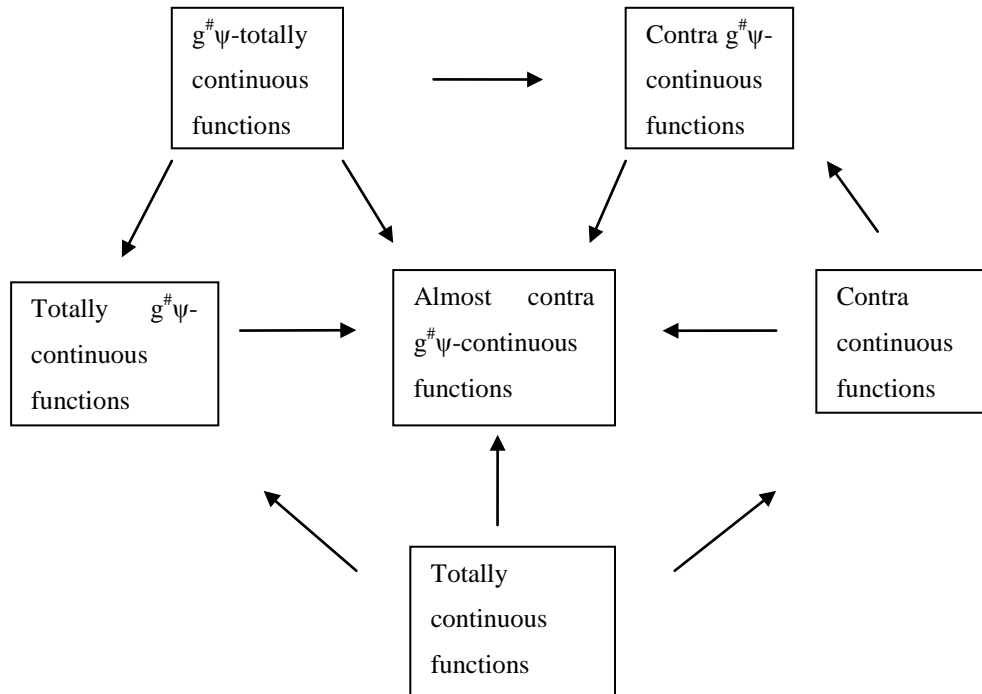 g#ψ-totally
continuous
functions
Contra g#ψ-
continuous
functions
Totally g#ψ-
continuous
functions
Almost contra
g#ψ-continuous
functions
Contra
continuous
functions
Totally
continuous
functions